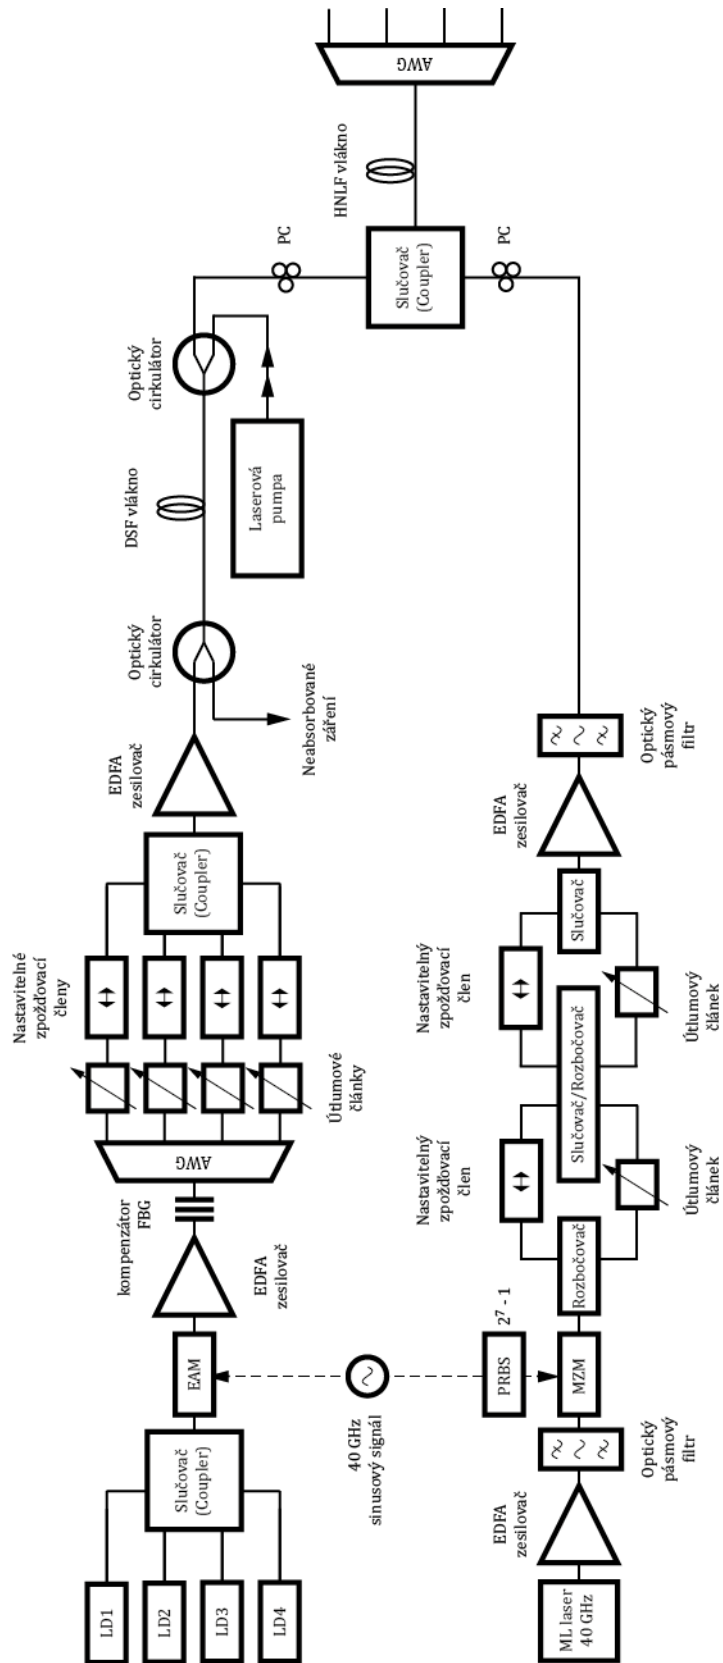 LD1
LD2
LD3
LD4
Slučovač
(Coupler)
EAM
EDFA
zesilovač
kompenzátor
FBG
AWG
Útlumové
články
Nastavitelné
zpožďovací
členy
Slučovač
(Coupler)
EDFA
zesilovač
Neabsorbované
záření
Optický
cirkulátor
DSF vlákno
Laserová
pumpa
Optický
cirkulátor
PC
Slučovač
(Coupler)
HNLF vlákno
AWG
PC
40 GHz
sinusový signál
PRBS
2⁷ - 1
ML laser
40 GHz
EDFA
zesilovač
Optický
pásmový
filtr
MZM
Rozbočovač
Nastavitelný
zpožďovací
člen
Útlumový
článek
Slučovač/Rozbočovač
Nastavitelný
zpožďovací
člen
Útlumový
článek
Slučovač
EDFA
zesilovač
Optický
pásmový
filtr